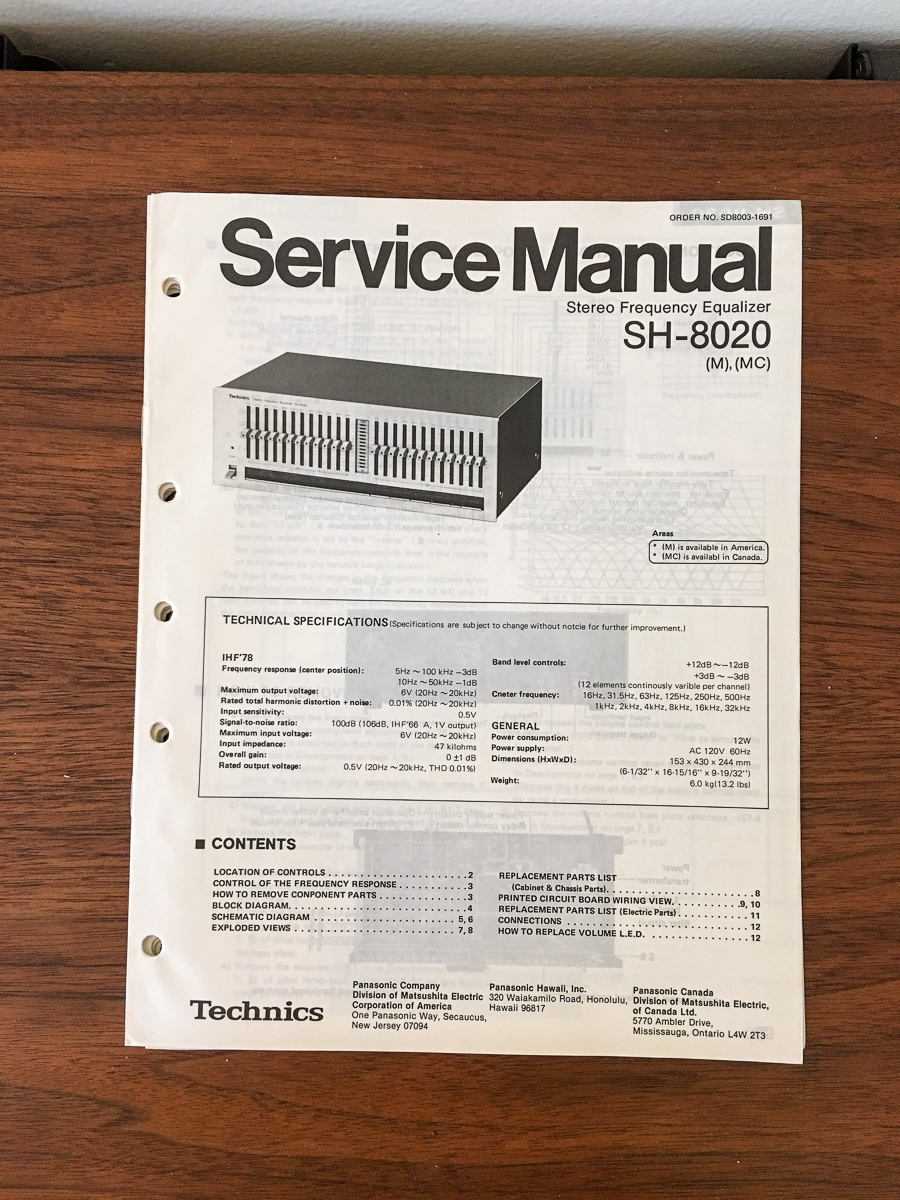 ORDER NO. SD8003-1691
Service Manual
Stereo Frequency Equalizer
SH-8020
(M), (MC)
Technics
Areas
* (M) is available in America.
* (MC) is availabl in Canada.
TECHNICAL SPECIFICATIONS (Specifications are subject to change without notcie for further improvement.)
IHF'78
Frequency response (center position): 5Hz ~ 100 kHz −3dB
10Hz ~ 50kHz −1dB
Maximum output voltage: 6V (20Hz ~ 20kHz)
Rated total harmonic distortion + noise: 0.01% (20Hz ~ 20kHz)
Input sensitivity: 0.5V
Signal-to-noise ratio: 100dB (106dB, IHF'66 A, 1V output)
Maximum input voltage: 6V (20Hz ~ 20kHz)
Input impedance: 47 kilohms
Overall gain: 0 ±1 dB
Rated output voltage: 0.5V (20Hz ~ 20kHz, THD 0.01%)
Band level controls: +12dB ~ −12dB
+3dB ~ −3dB
(12 elements continously varible per channel)
Cneter frequency: 16Hz, 31.5Hz, 63Hz, 125Hz, 250Hz, 500Hz
1kHz, 2kHz, 4kHz, 8kHz, 16kHz, 32kHz
GENERAL
Power consumption: 12W
Power supply: AC 120V 60Hz
Dimensions (HxWxD): 153 x 430 x 244 mm
(6-1/32" x 16-15/16" x 9-19/32")
Weight: 6.0 kg(13.2 lbs)
■ CONTENTS
LOCATION OF CONTROLS . . . . . . . . . . . . . . . . . . . . . . .2
CONTROL OF THE FREQUENCY RESPONSE . . . . . . . . . . . . 3
HOW TO REMOVE CONPONENT PARTS . . . . . . . . . . . . . . . 3
BLOCK DIAGRAM. . . . . . . . . . . . . . . . . . . . . . . . . . . . . 4
SCHEMATIC DIAGRAM . . . . . . . . . . . . . . . . . . . . . . . 5, 6
EXPLODED VIEWS . . . . . . . . . . . . . . . . . . . . . . . . . . 7, 8
REPLACEMENT PARTS LIST
(Cabinet & Chassis Parts). . . . . . . . . . . . . . . . . . . . . . .8
PRINTED CIRCUIT BOARD WIRING VIEW. . . . . . . . . . . .9, 10
REPLACEMENT PARTS LIST (Electric Parts) . . . . . . . . . . . 11
CONNECTIONS . . . . . . . . . . . . . . . . . . . . . . . . . . . . 12
HOW TO REPLACE VOLUME L.E.D. . . . . . . . . . . . . . . . . 12
Technics
Panasonic Company
Division of Matsushita Electric
Corporation of America
One Panasonic Way, Secaucus,
New Jersey 07094
Panasonic Hawaii, Inc.
320 Waiakamilo Road, Honolulu,
Hawaii 96817
Panasonic Canada
Division of Matsushita Electric,
of Canada Ltd.
5770 Ambler Drive,
Mississauga, Ontario L4W 2T3